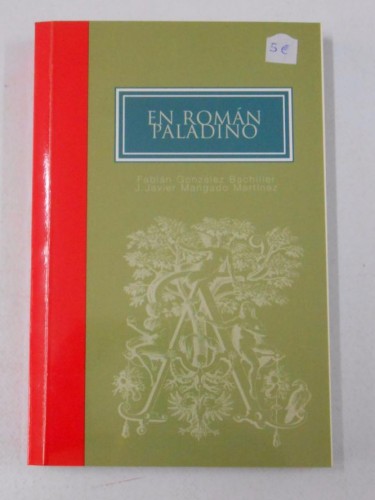 5€
EN ROMÁN
PALADINO
Fabián González Bachiller
J. Javier Mangado Martínez